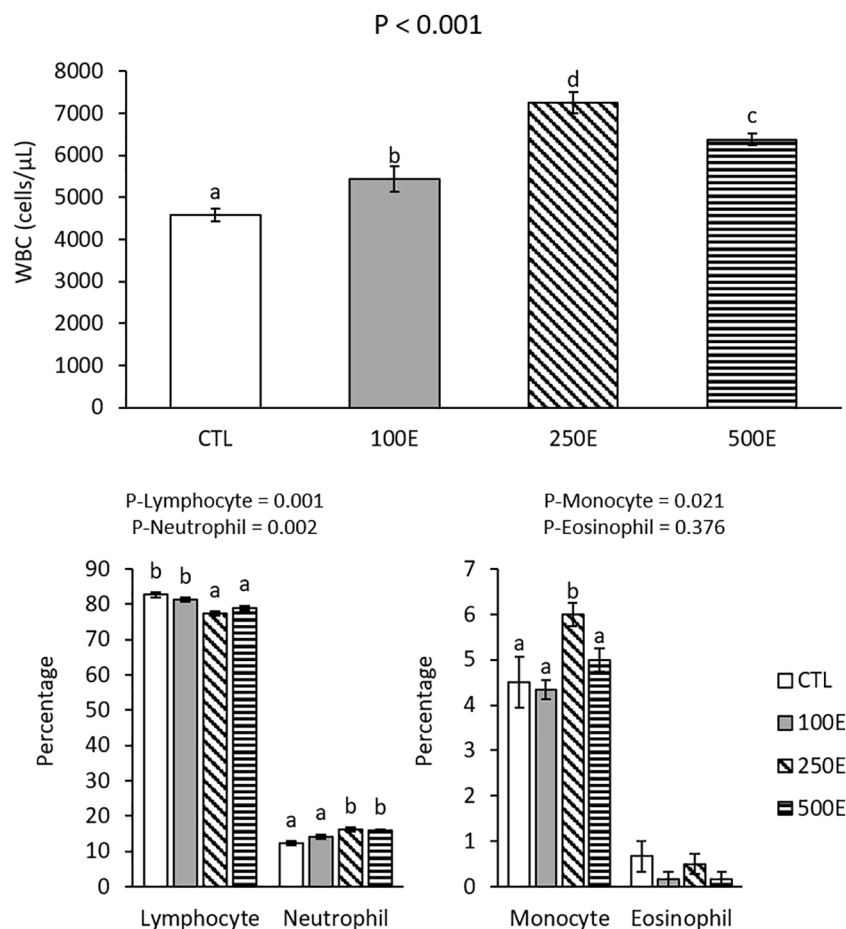 P < 0.001
WBC (cells/µL)
8000
7000
6000
5000
4000
3000
2000
1000
0
a
b
d
c
CTL
100E
250E
500E
P-Lymphocyte = 0.001
P-Neutrophil = 0.002
Percentage
90
80
70
60
50
40
30
20
10
0
b b a a
a a b b
Lymphocyte Neutrophil
P-Monocyte = 0.021
P-Eosinophil = 0.376
Percentage
7
6
5
4
3
2
1
0
a a b a
Monocyte Eosinophil
CTL
100E
250E
500E